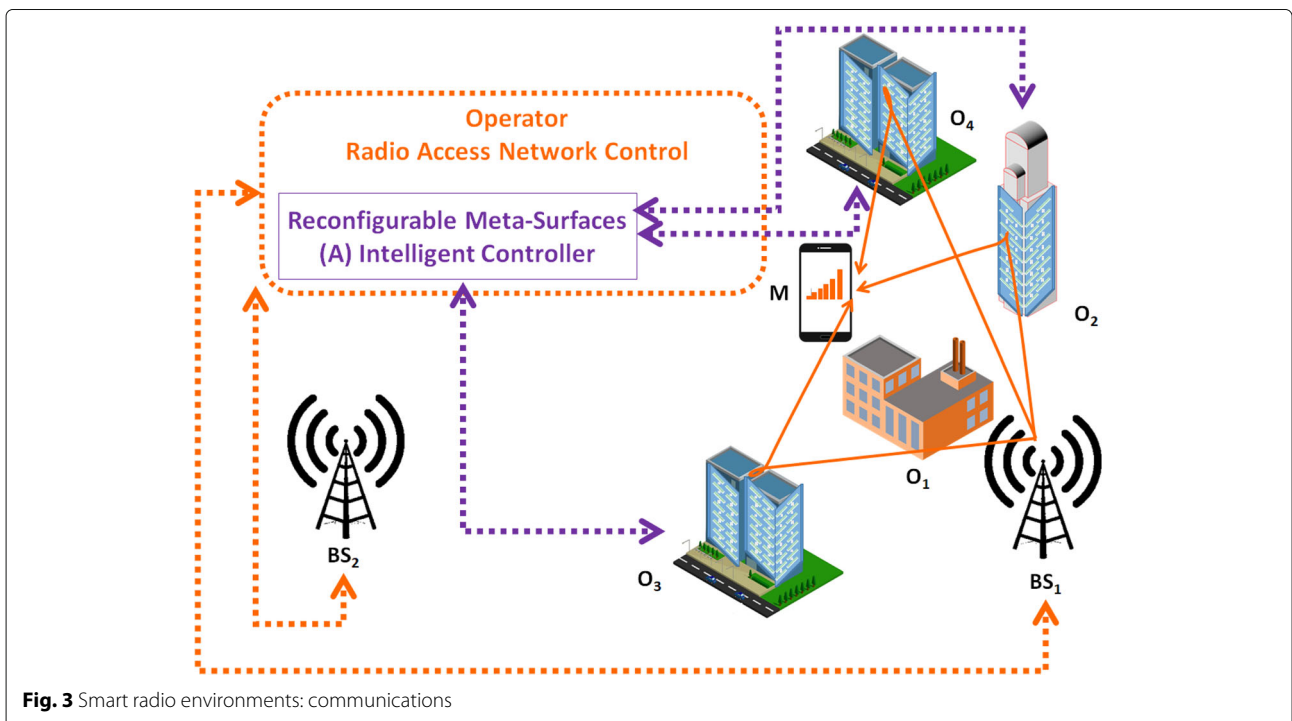 Operator
Radio Access Network Control
Reconfigurable Meta-Surfaces
(A) Intelligent Controller
O₄
M
O₂
O₁
BS₂
O₃
BS₁
Fig. 3 Smart radio environments: communications